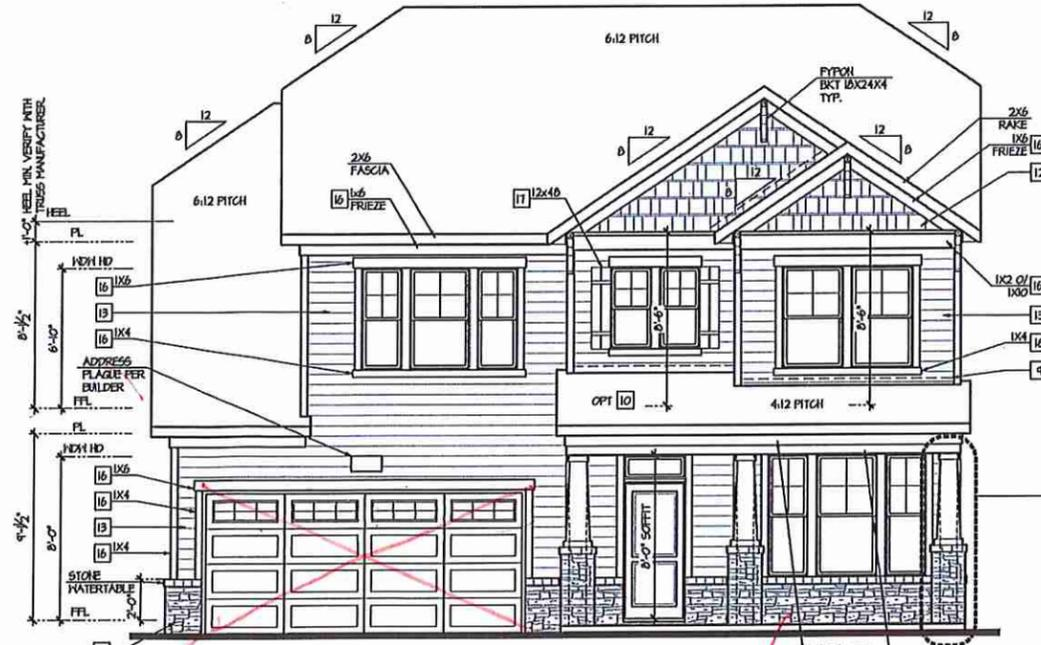 12
8
6:12 PITCH
12
8
FYPON
BKT 18X24X4
TYP.
12
8
1'-0" HEEL MIN. VERIFY WITH
TRUSS MANUFACTURER.
2X6
RAKE
1X6
FRIEZE
16
12
8
12
8
12
12
8
2X6
FASCIA
16
1x6
FRIEZE
17
12x48
6:12 PITCH
HEEL
PL
WDW HD
16
1X6
13
16
1X4
8'-1/2"
6'-10"
8'-6"
8'-6"
1X2 O/
1X10
16
13
1X4
16
9
ADDRESS
PLAQUE PER
BUILDER
FFL
OPT 10
4:12 PITCH
PL
WDW HD
16
1X6
16
1X4
13
16
1X4
9'-1/2"
8'-0"
8'-0" SOFFIT
STONE
WATERTABLE
2'-0"
FFL